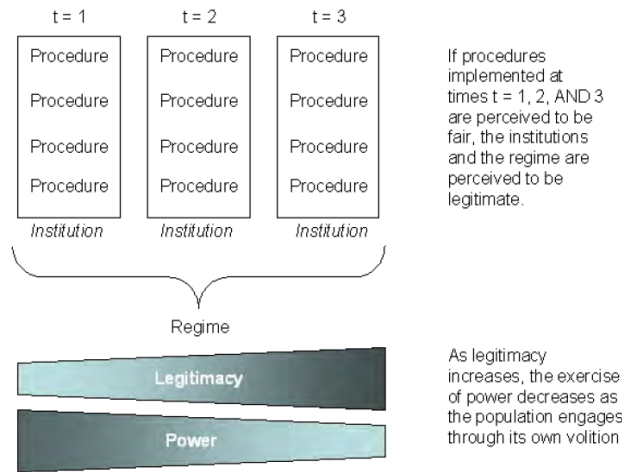 t = 1 t = 2 t = 3
Procedure Procedure Procedure
Procedure Procedure Procedure
Procedure Procedure Procedure
Procedure Procedure Procedure
Institution Institution Institution
If procedures
implemented at
times t = 1, 2, AND 3
are perceived to be
fair, the institutions
and the regime are
perceived to be
legitimate.
Regime
Legitimacy
Power
As legitimacy
increases, the exercise
of power decreases as
the population engages
through its own volition